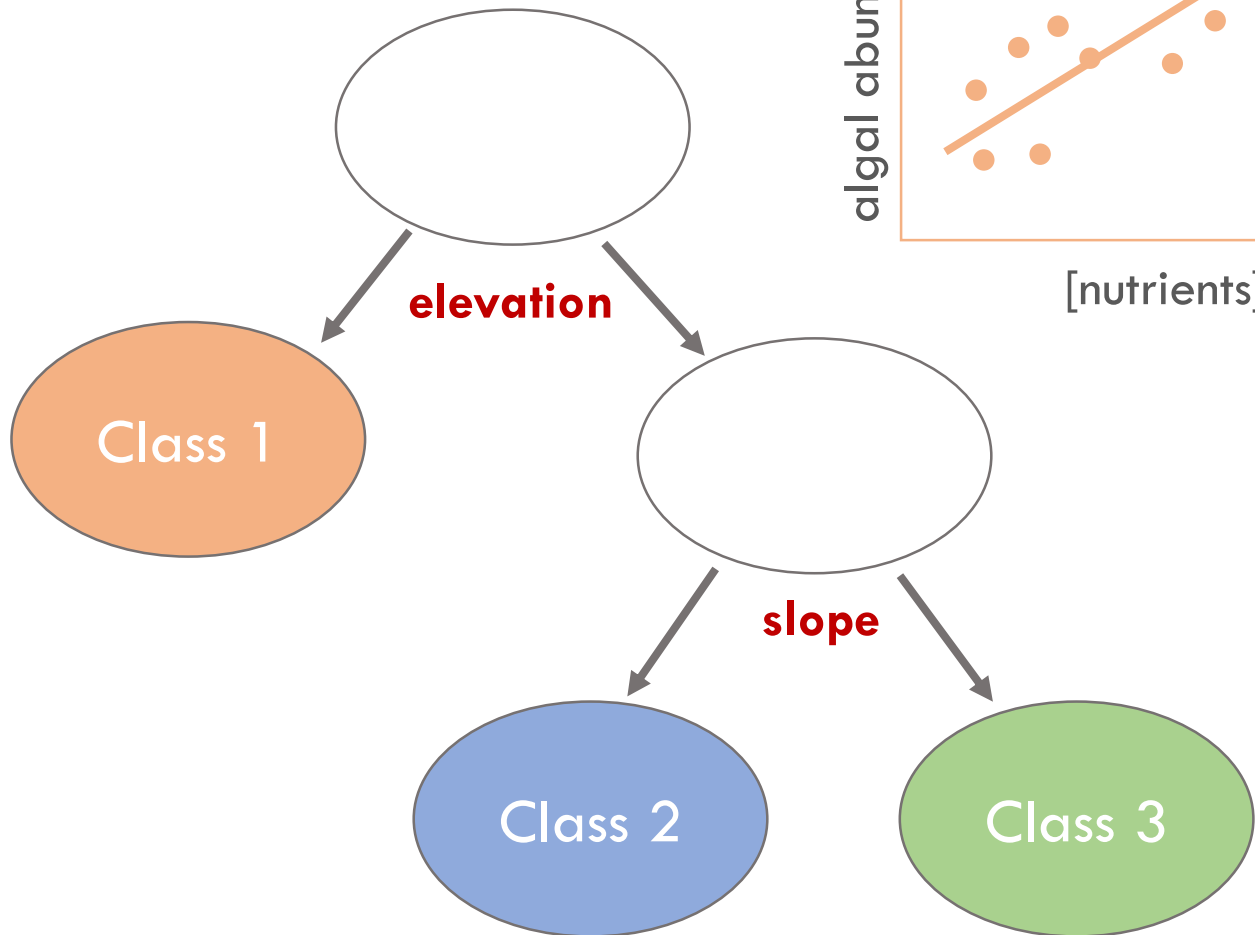 algal abun
[nutrients]
elevation
Class 1
slope
Class 2
Class 3